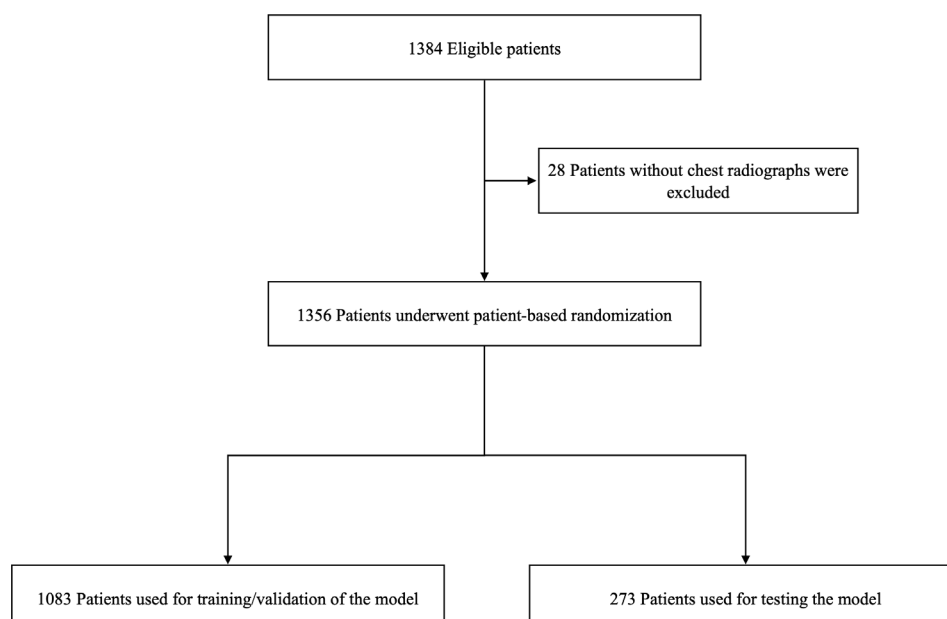 1384 Eligible patients
28 Patients without chest radiographs were
excluded
1356 Patients underwent patient-based randomization
1083 Patients used for training/validation of the model
273 Patients used for testing the model